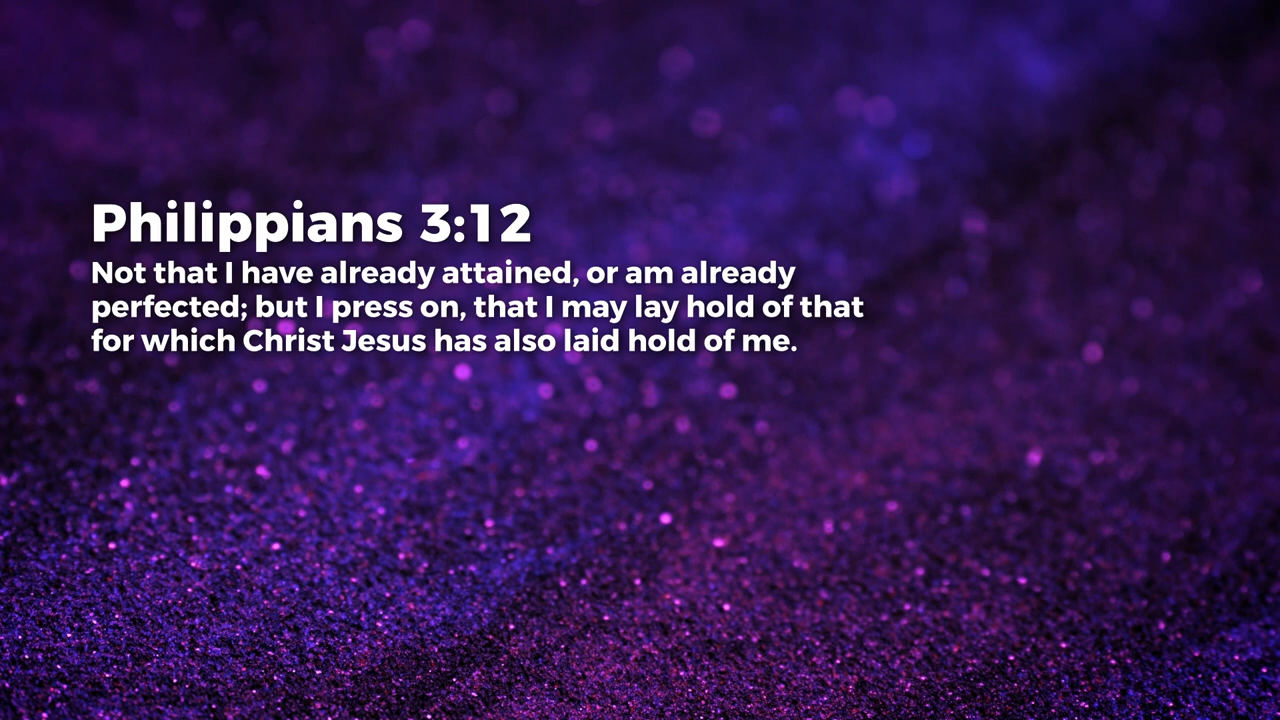 Philippians 3:12
Not that I have already attained, or am already
perfected; but I press on, that I may lay hold of that
for which Christ Jesus has also laid hold of me.